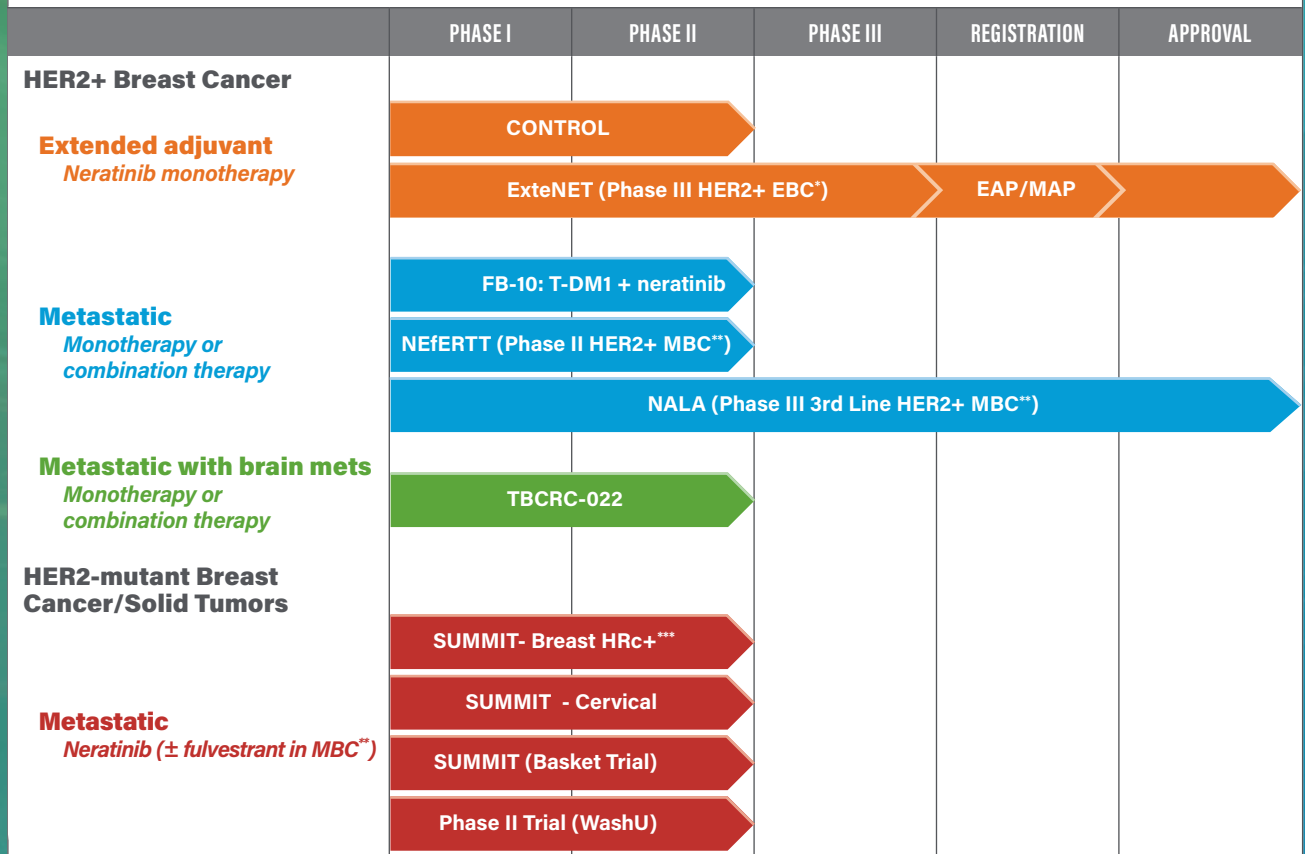 PHASE I PHASE II PHASE III REGISTRATION APPROVAL
HER2+ Breast Cancer
Extended adjuvant
Neratinib monotherapy
CONTROL
ExteNET (Phase III HER2+ EBC*)
EAP/MAP
Metastatic
Monotherapy or
combination therapy
FB-10: T-DM1 + neratinib
NEfERTT (Phase II HER2+ MBC**)
NALA (Phase III 3rd Line HER2+ MBC**)
Metastatic with brain mets
Monotherapy or
combination therapy
TBCRC-022
HER2-mutant Breast
Cancer/Solid Tumors
Metastatic
Neratinib (± fulvestrant in MBC**)
SUMMIT- Breast HRc+***
SUMMIT - Cervical
SUMMIT (Basket Trial)
Phase II Trial (WashU)